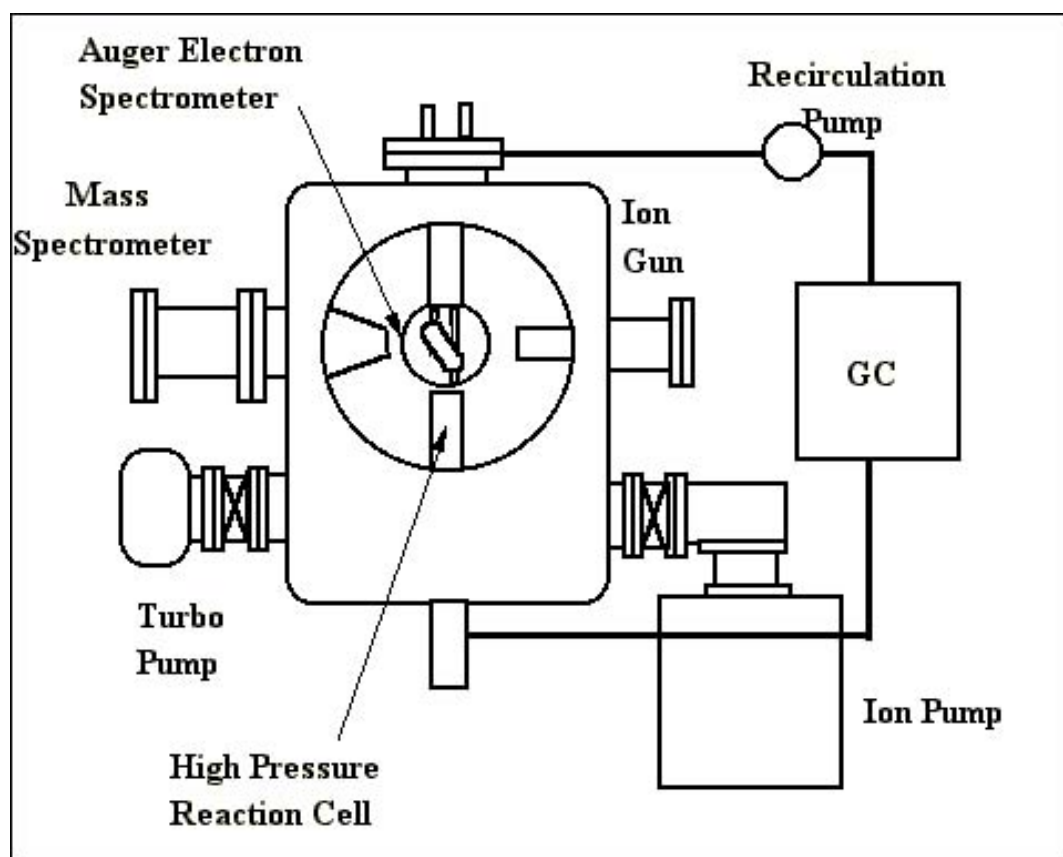 Auger Electron
Spectrometer
Recirculation
Pump
Mass
Spectrometer
Ion
Gun
GC
Turbo
Pump
Ion Pump
High Pressure
Reaction Cell